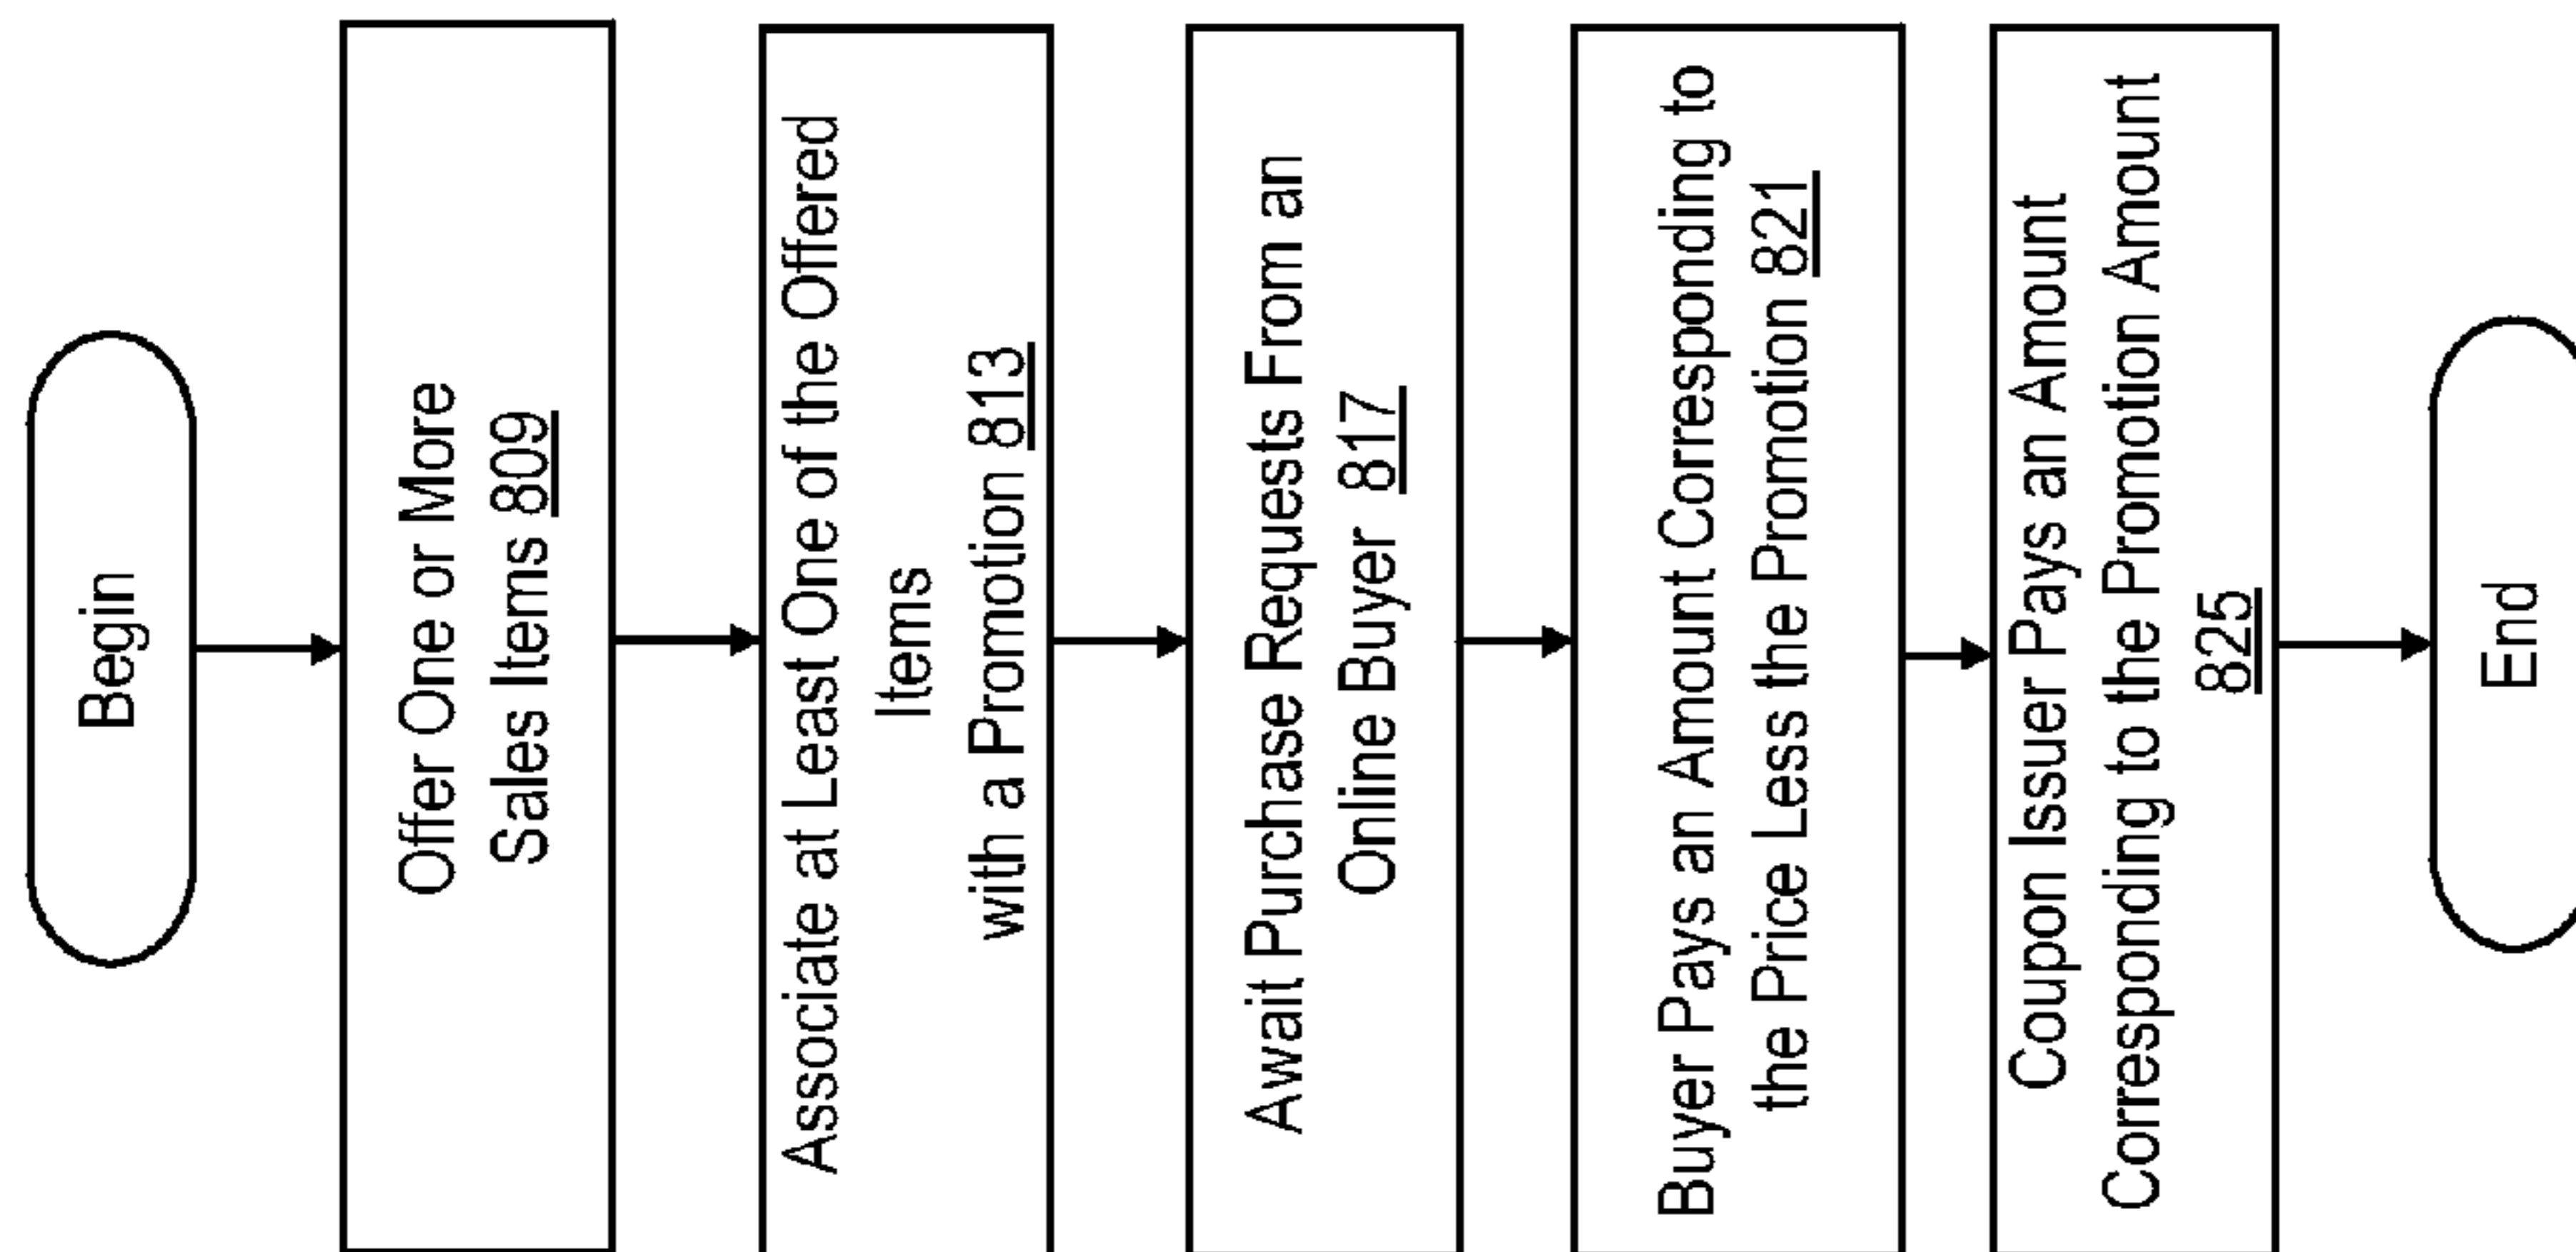 Begin
Offer One or More
Sales Items 809
Associate at Least One of the Offered
Items
with a Promotion 813
Await Purchase Requests From an
Online Buyer 817
Buyer Pays an Amount Corresponding to
the Price Less the Promotion 821
Coupon Issuer Pays an Amount
Corresponding to the Promotion Amount
825
End